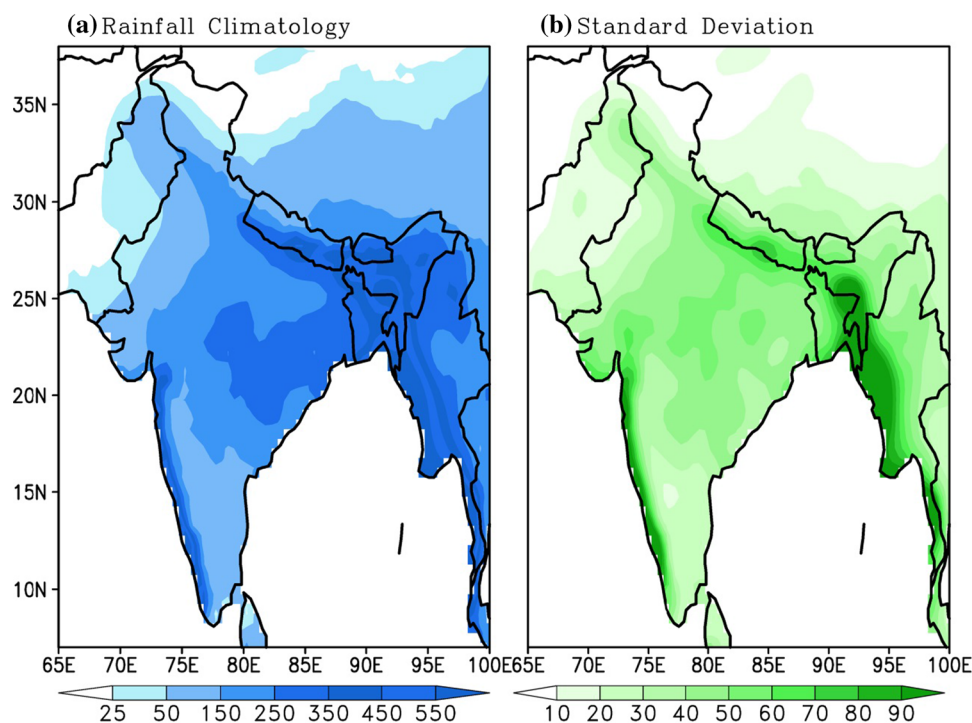 (a) Rainfall Climatology
(b) Standard Deviation
35N
30N
25N
20N
15N
10N
65E 70E 75E 80E 85E 90E 95E 100E
65E 70E 75E 80E 85E 90E 95E 100E
25 50 150 250 350 450 550
10 20 30 40 50 60 70 80 90